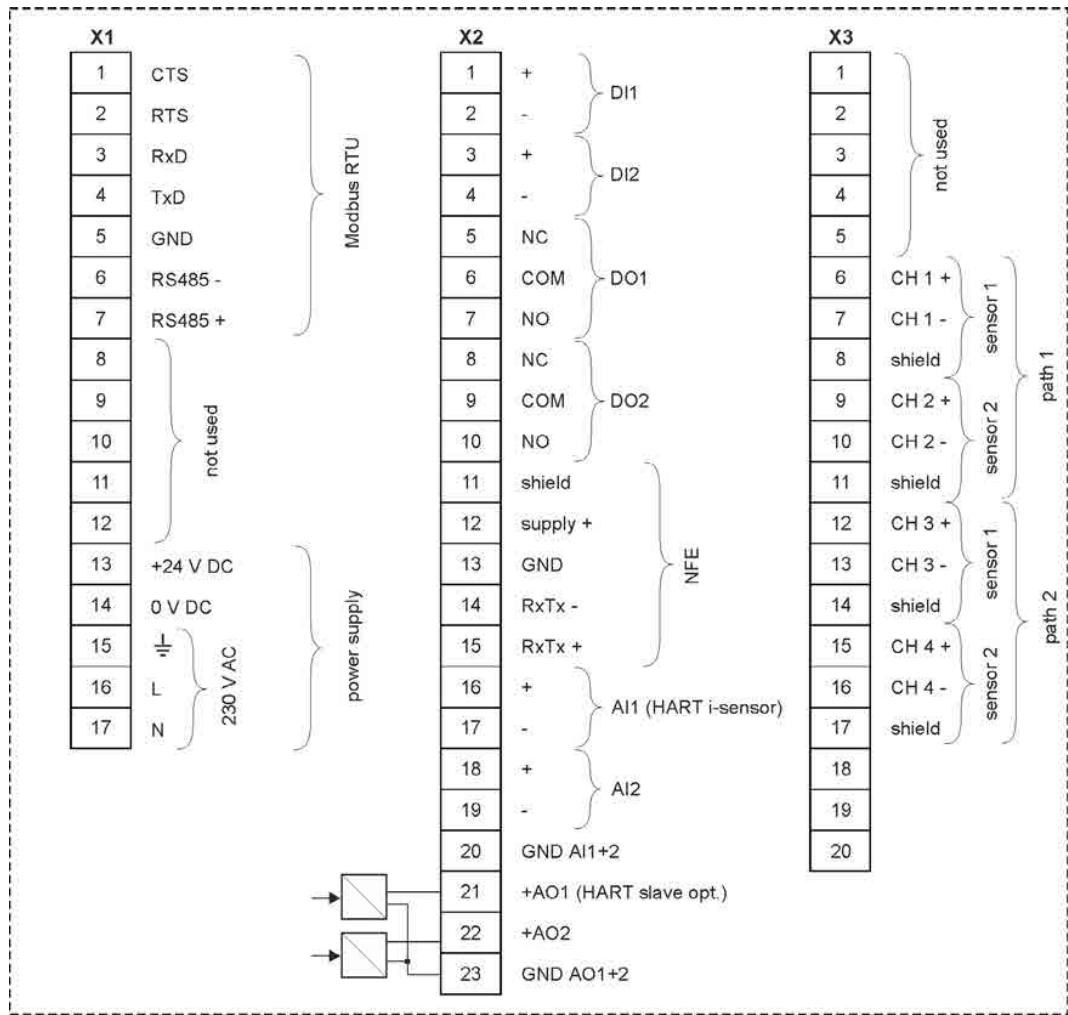 X1
1 CTS
2 RTS
3 RxD
4 TxD
5 GND
6 RS485 -
7 RS485 +
Modbus RTU
8
9
10
11
12
not used
13 +24 V DC
14 0 V DC
15
16 L
17 N
230 V AC
power supply
X2
1 +
2 -
DI1
3 +
4 -
DI2
5 NC
6 COM
7 NO
DO1
8 NC
9 COM
10 NO
DO2
11 shield
12 supply +
13 GND
14 RxTx -
15 RxTx +
NFE
16 +
17 -
AI1 (HART i-sensor)
18 +
19 -
AI2
20 GND AI1+2
21 +AO1 (HART slave opt.)
22 +AO2
23 GND AO1+2
X3
1
2
3
4
5
not used
6 CH 1 +
7 CH 1 -
8 shield
sensor 1
9 CH 2 +
10 CH 2 -
11 shield
sensor 2
path 1
12 CH 3 +
13 CH 3 -
14 shield
sensor 1
15 CH 4 +
16 CH 4 -
17 shield
sensor 2
path 2
18
19
20